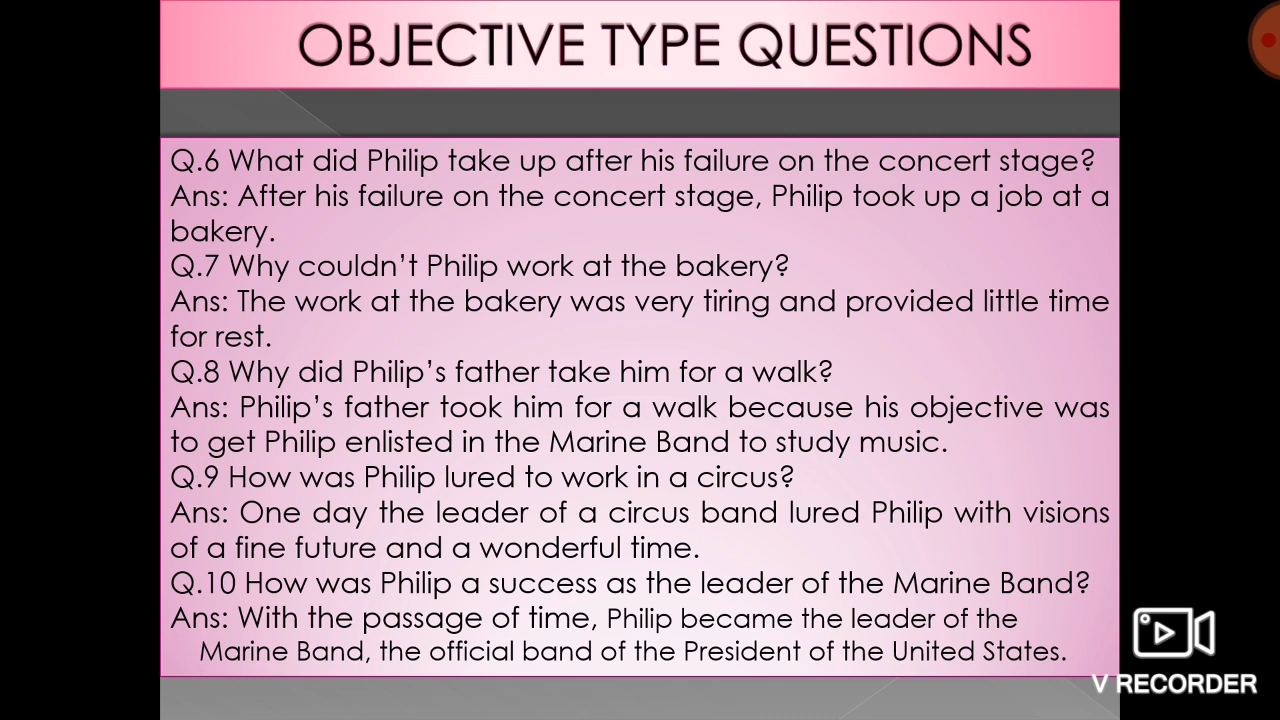 OBJECTIVE TYPE QUESTIONS
Q.6 What did Philip take up after his failure on the concert stage?
Ans: After his failure on the concert stage, Philip took up a job at a
bakery.
Q.7 Why couldn’t Philip work at the bakery?
Ans: The work at the bakery was very tiring and provided little time
for rest.
Q.8 Why did Philip’s father take him for a walk?
Ans: Philip’s father took him for a walk because his objective was
to get Philip enlisted in the Marine Band to study music.
Q.9 How was Philip lured to work in a circus?
Ans: One day the leader of a circus band lured Philip with visions
of a fine future and a wonderful time.
Q.10 How was Philip a success as the leader of the Marine Band?
Ans: With the passage of time, Philip became the leader of the
Marine Band, the official band of the President of the United States.
V RECORDER